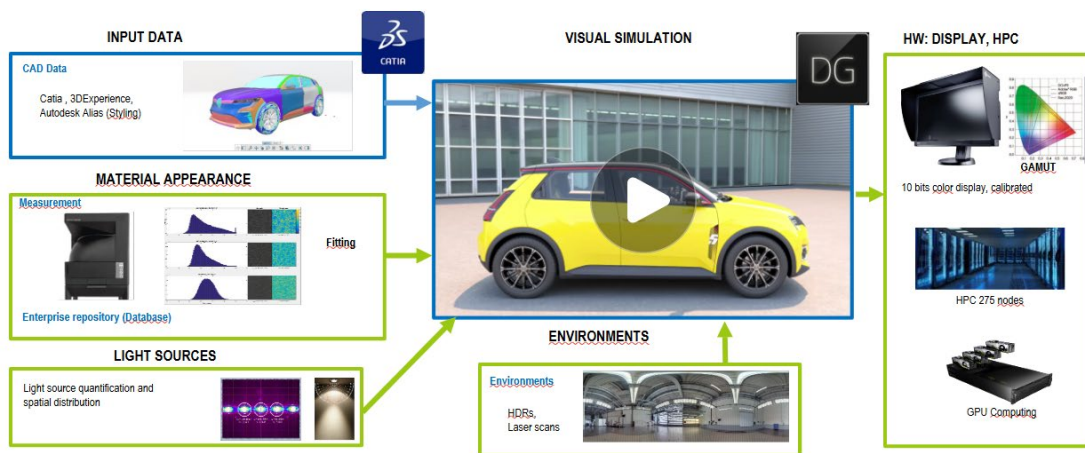 INPUT DATA
CAD Data
Catia , 3DExperience,
Autodesk Alias (Styling)
3DS
CATIA
VISUAL SIMULATION
DG
HW: DISPLAY, HPC
GAMUT
10 bits color display, calibrated
HPC 275 nodes
GPU Computing
MATERIAL APPEARANCE
Measurement
Fitting
Enterprise repository (Database)
LIGHT SOURCES
Light source quantification and
spatial distribution
ENVIRONMENTS
Environments
HDRs,
Laser scans